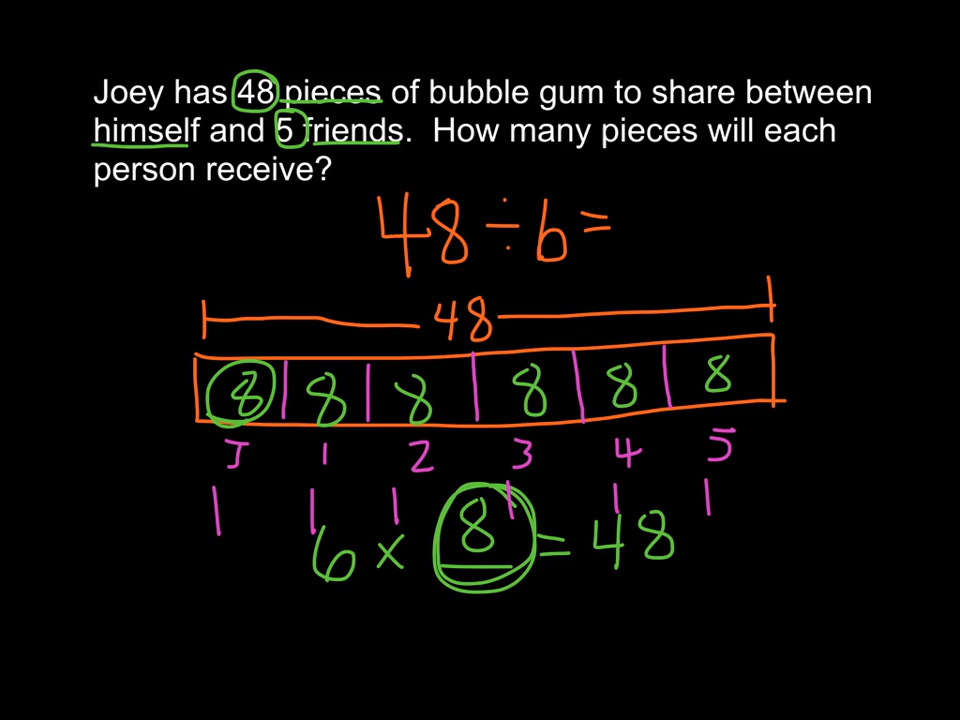 Joey has 48 pieces of bubble gum to share between
himself and 5 friends. How many pieces will each
person receive?
48 ÷ 6 =
48
8 8 8 8 8 8
J 1 2 3 4 5
6 × 8 = 48